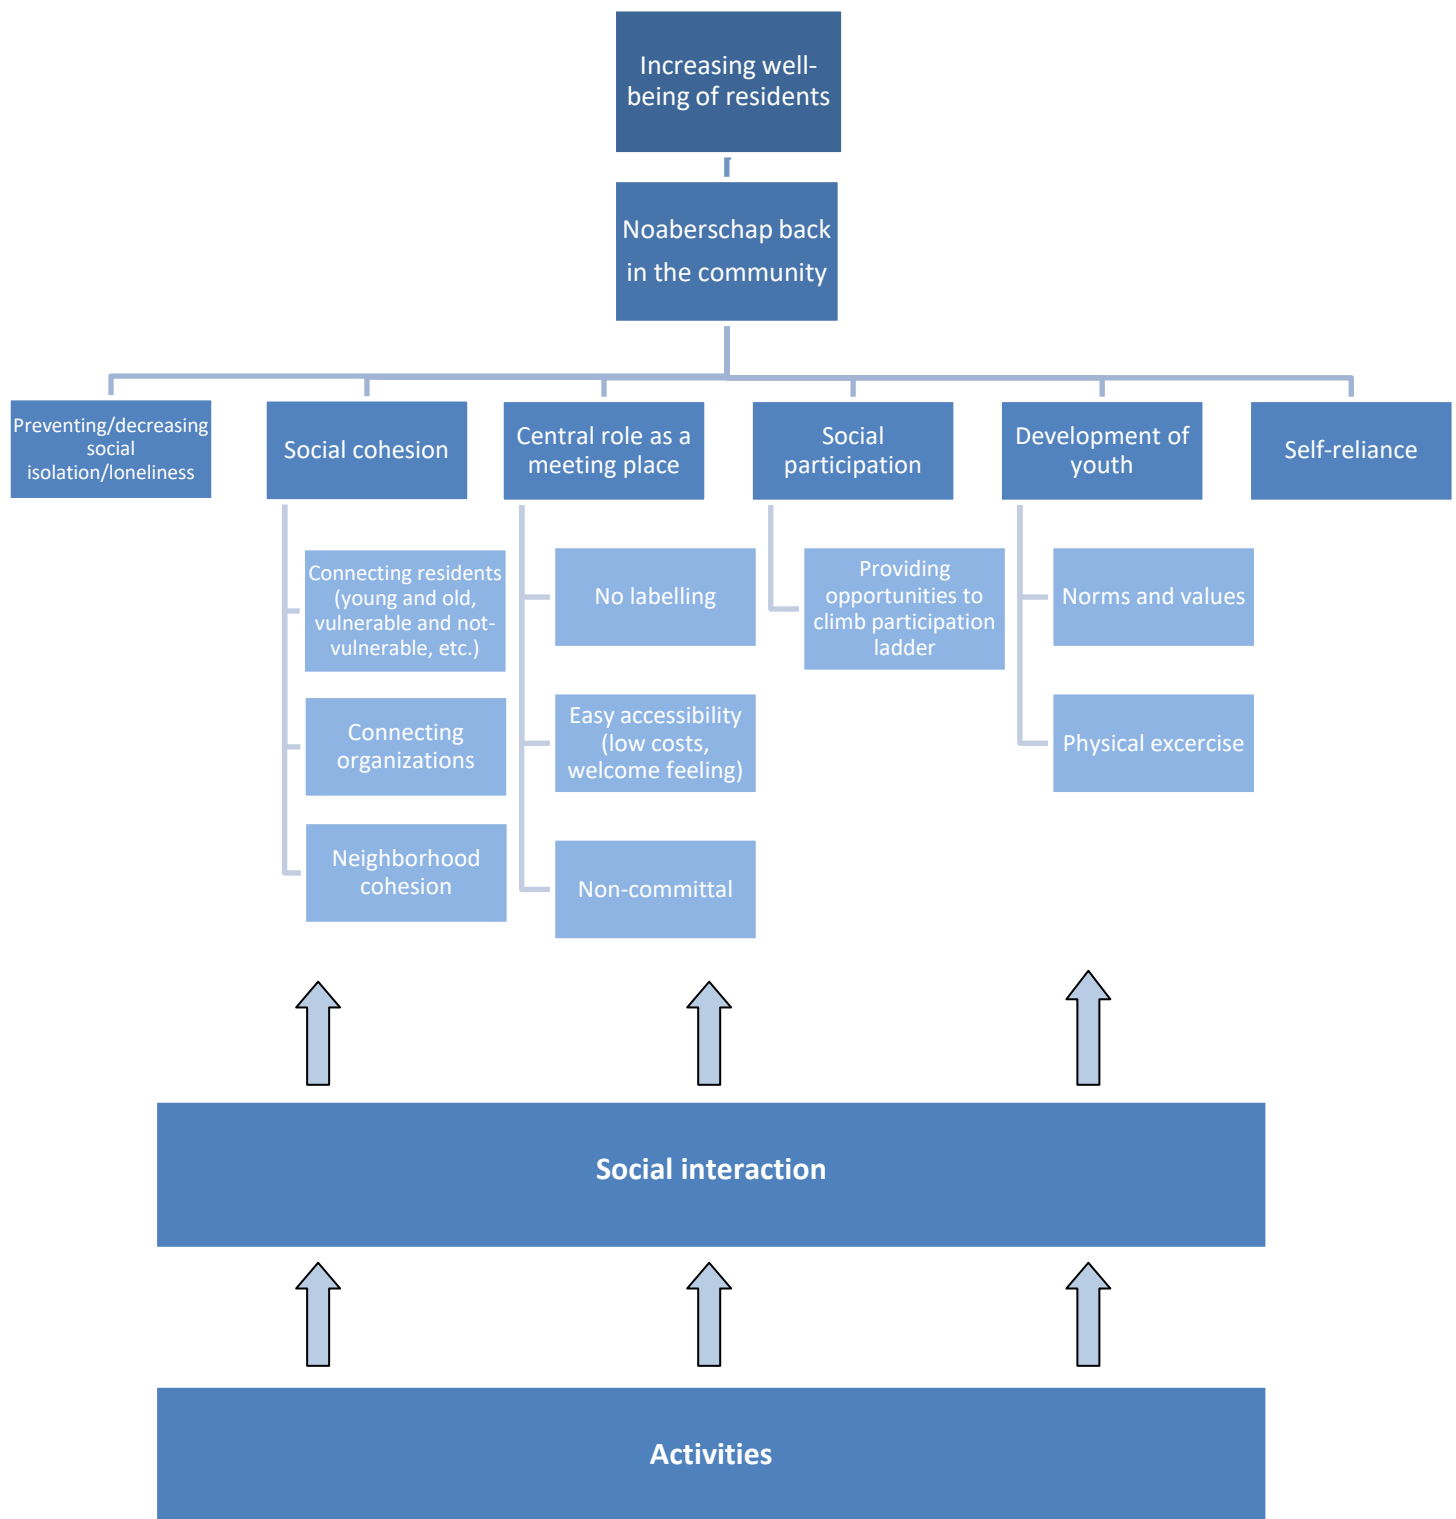 Increasing well-
being of residents
Noaberschap back
in the community
Preventing/decreasing
social
isolation/loneliness
Social cohesion
Central role as a
meeting place
Social
participation
Development of
youth
Self-reliance
Connecting residents
(young and old,
vulnerable and not-
vulnerable, etc.)
Connecting
organizations
Neighborhood
cohesion
No labelling
Easy accessibility
(low costs,
welcome feeling)
Non-committal
Providing
opportunities to
climb participation
ladder
Norms and values
Physical excercise
Social interaction
Activities